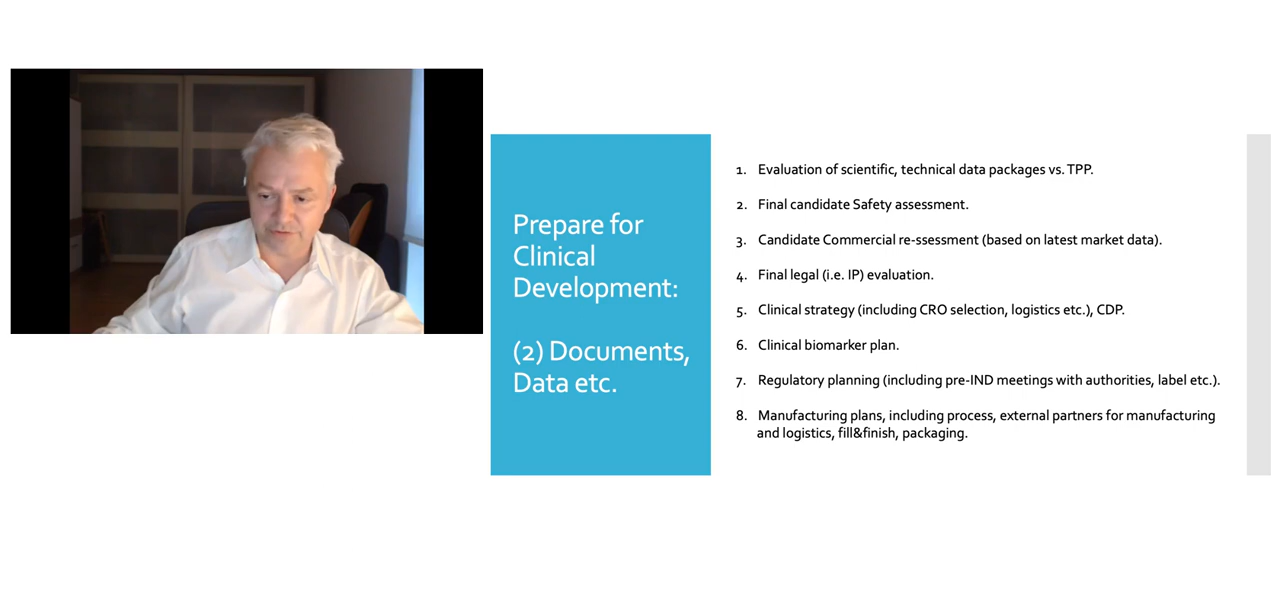 Prepare for
Clinical
Development:
(2) Documents,
Data etc.
1. Evaluation of scientific, technical data packages vs. TPP.
2. Final candidate Safety assessment.
3. Candidate Commercial re-ssessment (based on latest market data).
4. Final legal (i.e. IP) evaluation.
5. Clinical strategy (including CRO selection, logistics etc.), CDP.
6. Clinical biomarker plan.
7. Regulatory planning (including pre-IND meetings with authorities, label etc.).
8. Manufacturing plans, including process, external partners for manufacturing
and logistics, fill&finish, packaging.